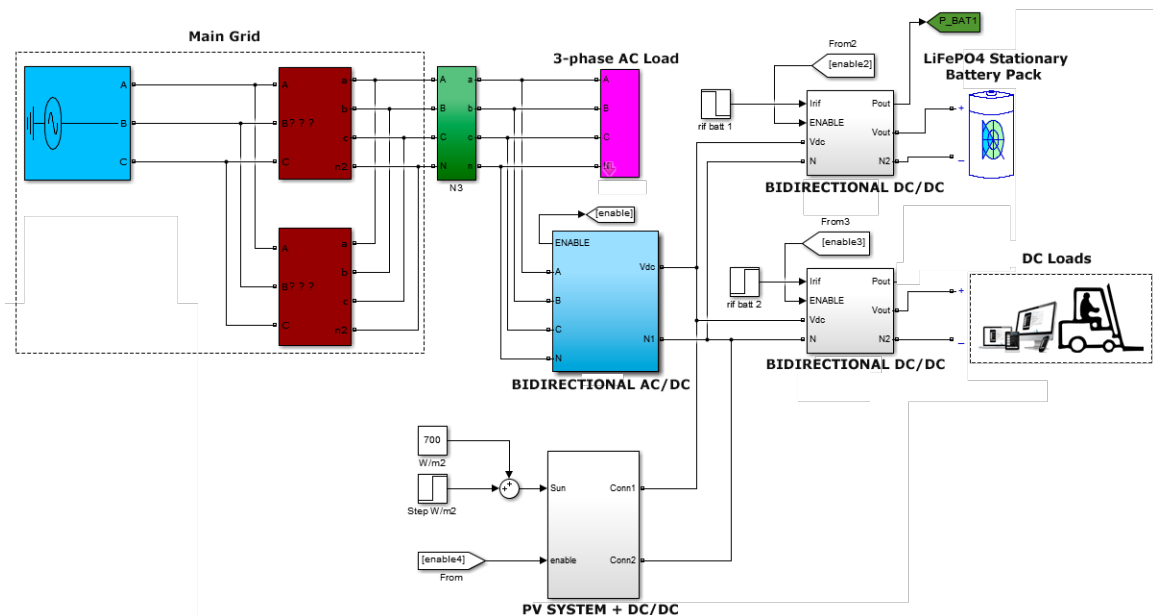 Main Grid
A
B
C
A
B? ? ?
C
a
b
c
n2
A
B? ? ?
C
a
b
c
n2
A
B
C
N
a
b
c
n
N3
3-phase AC Load
A
B
C
[enable]
ENABLE
A
B
C
N
Vdc
N1
BIDIRECTIONAL AC/DC
P_BAT1
From2
[enable2]
rif batt 1
Irif
ENABLE
Vdc
N
Pout
Vout
N2
BIDIRECTIONAL DC/DC
LiFePO4 Stationary
Battery Pack
+
−
From3
[enable3]
rif batt 2
Irif
ENABLE
Vdc
N
Pout
Vout
N2
BIDIRECTIONAL DC/DC
DC Loads
+
−
700
W/m2
Step W/m2
+
+
[enable4]
From
Sun
enable
Conn1
Conn2
PV SYSTEM + DC/DC